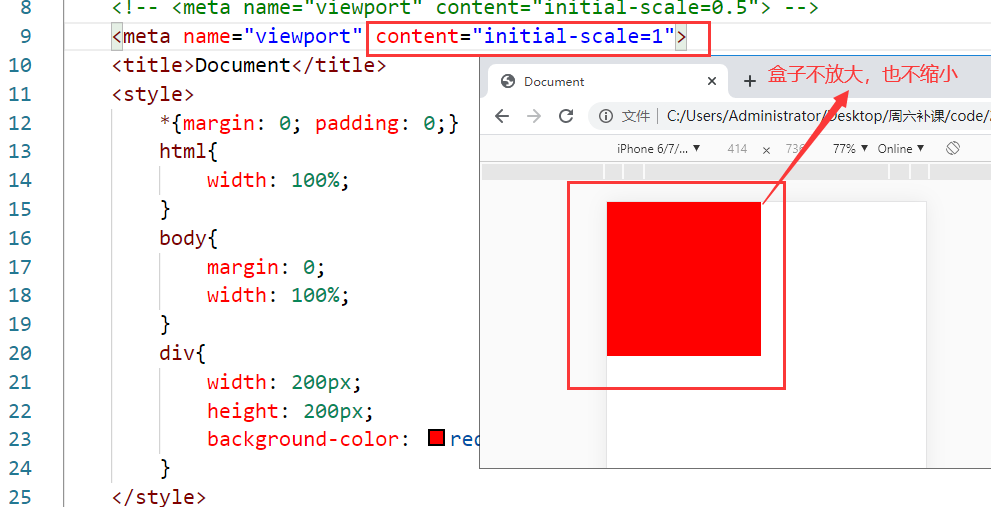 8 <!-- <meta name="viewport" content="initial-scale=0.5"> -->
9 <meta name="viewport" content="initial-scale=1">
10 <title>Document</title>
11 <style>
12 *{margin: 0; padding: 0;}
13 html{
14 width: 100%;
15 }
16 body{
17 margin: 0;
18 width: 100%;
19 }
20 div{
21 width: 200px;
22 height: 200px;
23 background-color: red
24 }
25 </style>
Document
盒子不放大，也不缩小
文件 C:/Users/Administrator/Desktop/周六补课/code/
iPhone 6/7/... 414 × 736 77% Online